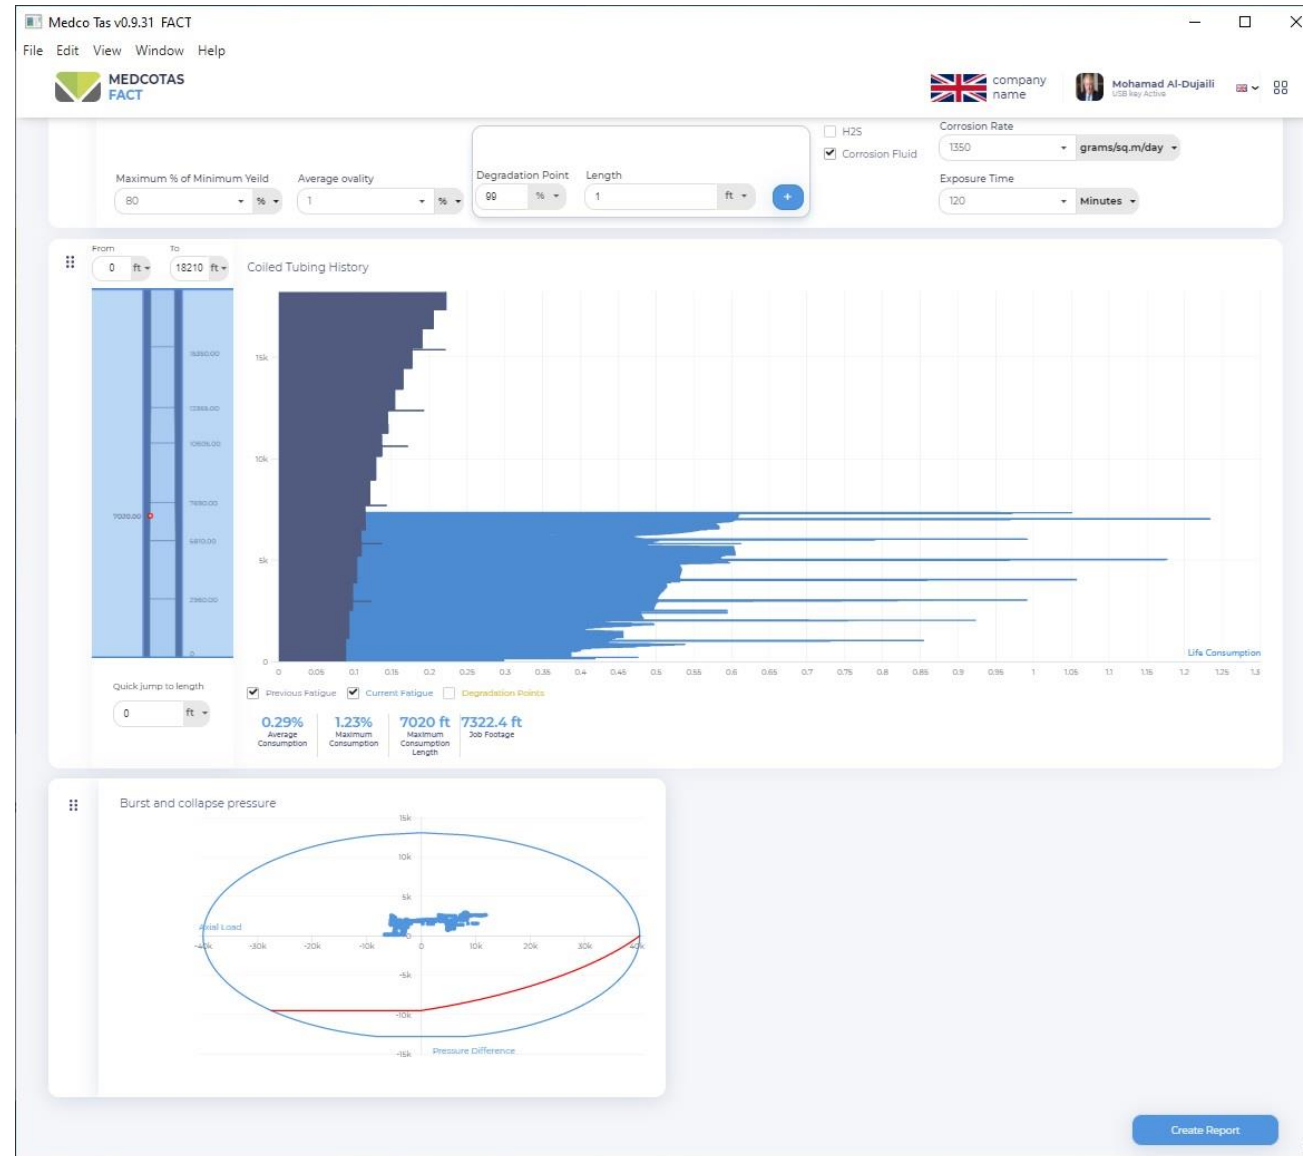 Medco Tas v0.9.31 FACT
File Edit View Window Help
MEDCOTAS
FACT
company
name
Mohamad Al-Dujaili
USB key Active
H2S
Corrosion Fluid
Corrosion Rate
1350 grams/sq.m/day
Maximum % of Minimum Yeild
80 %
Average ovality
1 %
Degradation Point Length
99 % 1 ft +
Exposure Time
120 Minutes
From To
0 ft 18210 ft
Coiled Tubing History
7690.00
7020.00
2960.00
0
15k
10k
5k
0
Life Consumption
0 0.05 0.1 0.15 0.2 0.25 0.3 0.35 0.4 0.45 0.5 0.55 0.6 0.65 0.7 0.75 0.8 0.85 0.9 0.95 1 1.05 1.1 1.15 1.2 1.25 1.3
Quick jump to length
0 ft
Previous Fatigue Current Fatigue Degradation Points
0.29% 1.23% 7020 ft 7322.4 ft
Average
Consumption
Maximum
Consumption
Maximum
Consumption
Length
Job Footage
Burst and collapse pressure
15k
10k
5k
Axial Load
0
-40k -30k -20k -10k 0 10k 20k 30k 40k
-5k
-10k
-15k
Pressure Difference
Create Report